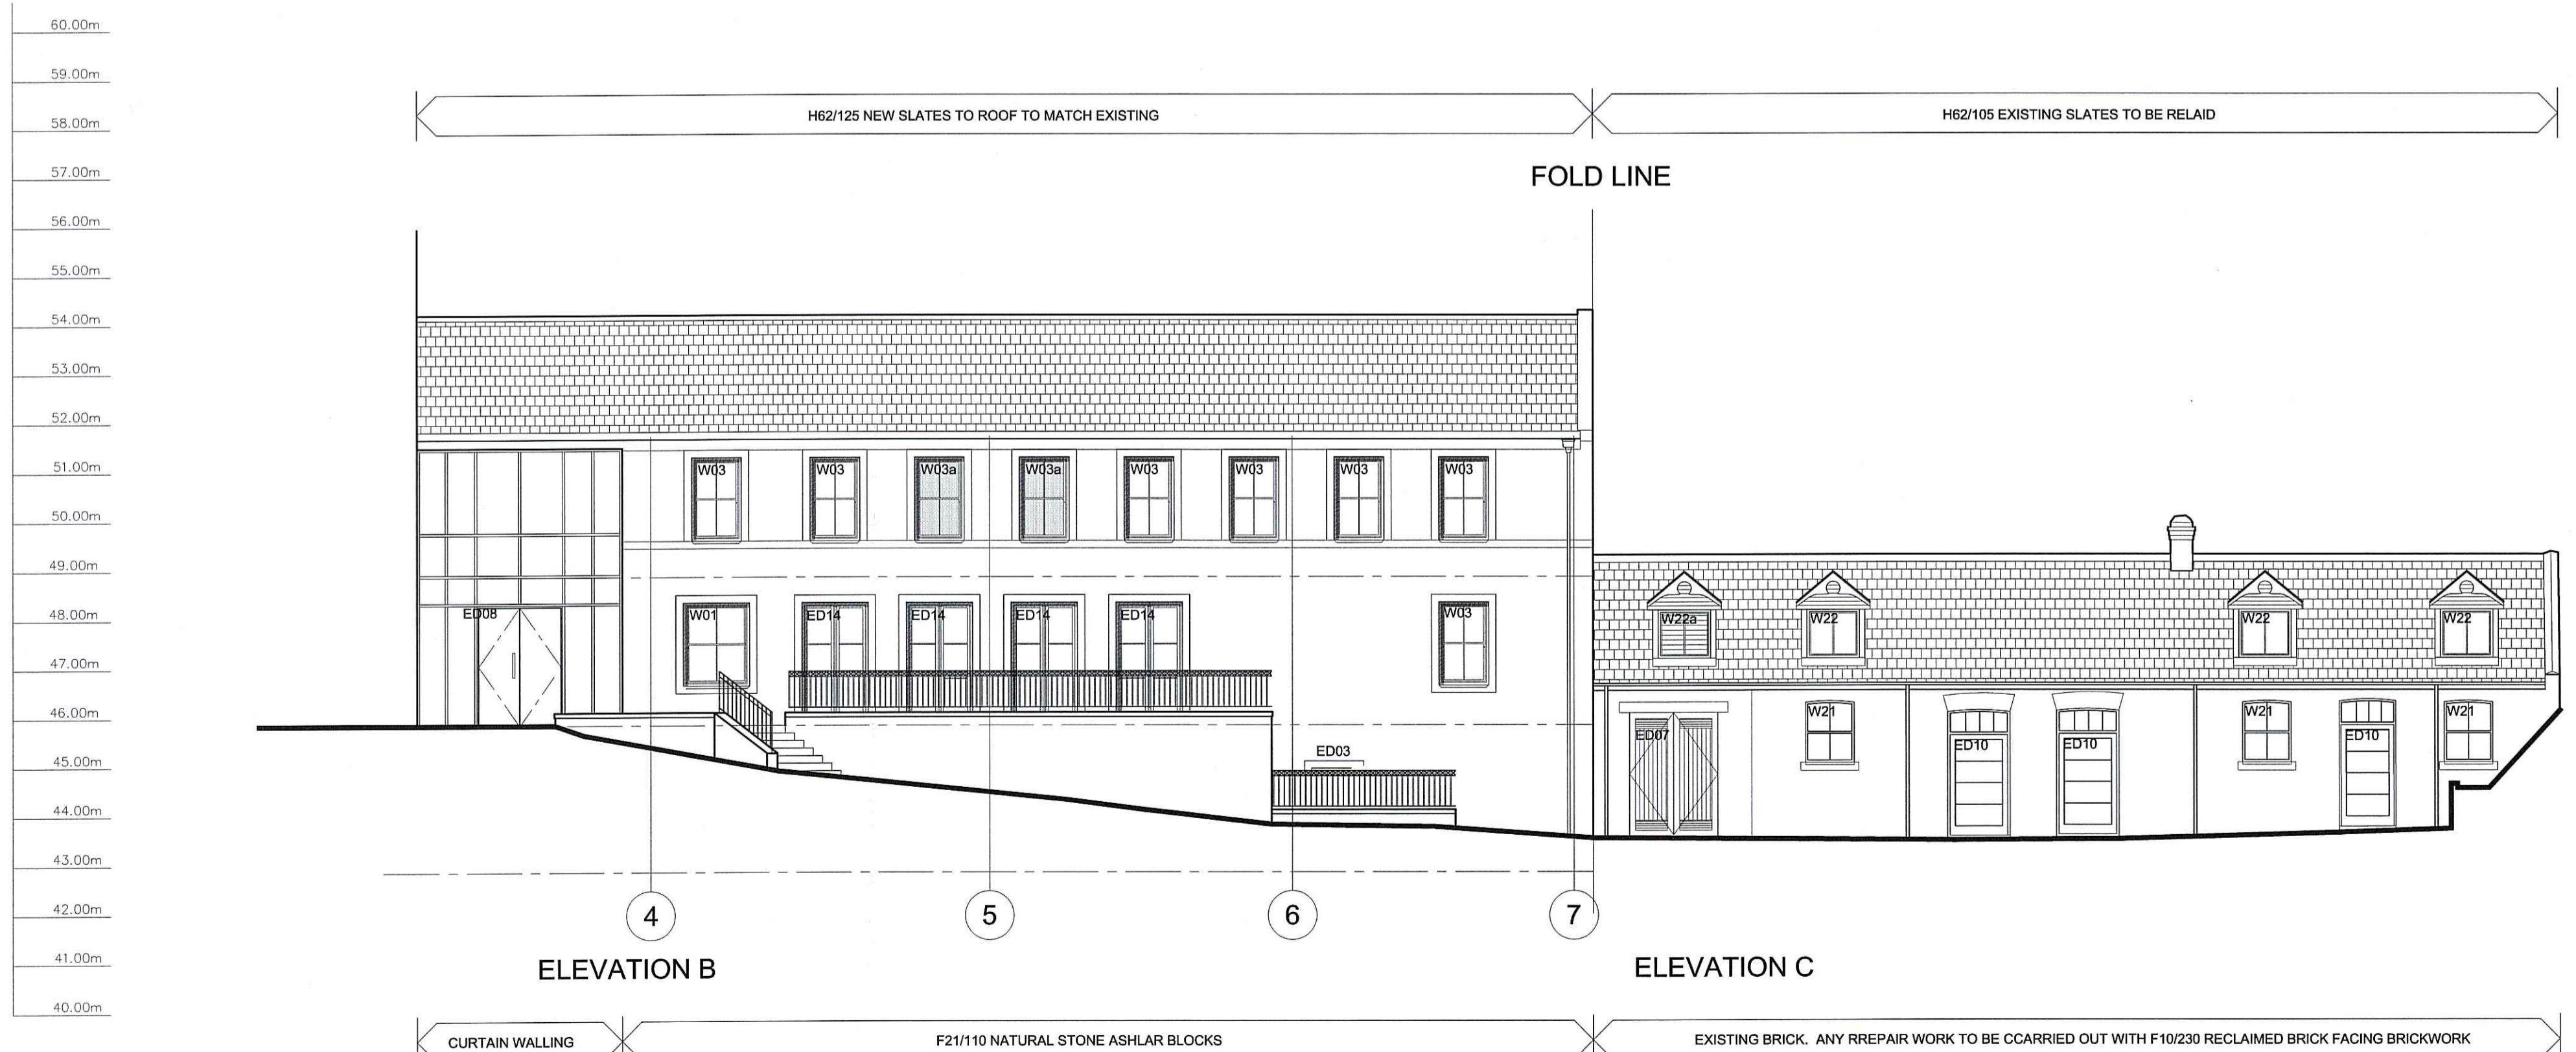 60.00m
59.00m
58.00m
57.00m
56.00m
55.00m
54.00m
53.00m
52.00m
51.00m
50.00m
49.00m
48.00m
47.00m
46.00m
45.00m
44.00m
43.00m
42.00m
41.00m
40.00m
H62/125 NEW SLATES TO ROOF TO MATCH EXISTING
H62/105 EXISTING SLATES TO BE RELAID
FOLD LINE
W03 W03 W03a W03a W03 W03 W03 W03
ED08 W01 ED14 ED14 ED14 ED14 W03
W22a W22 W22 W22
ED03
ED07 W21 ED10 ED10 W21 ED10 W21
4 5 6 7
ELEVATION B
ELEVATION C
CURTAIN WALLING
F21/110 NATURAL STONE ASHLAR BLOCKS
EXISTING BRICK. ANY RREPAIR WORK TO BE CCARRIED OUT WITH F10/230 RECLAIMED BRICK FACING BRICKWORK